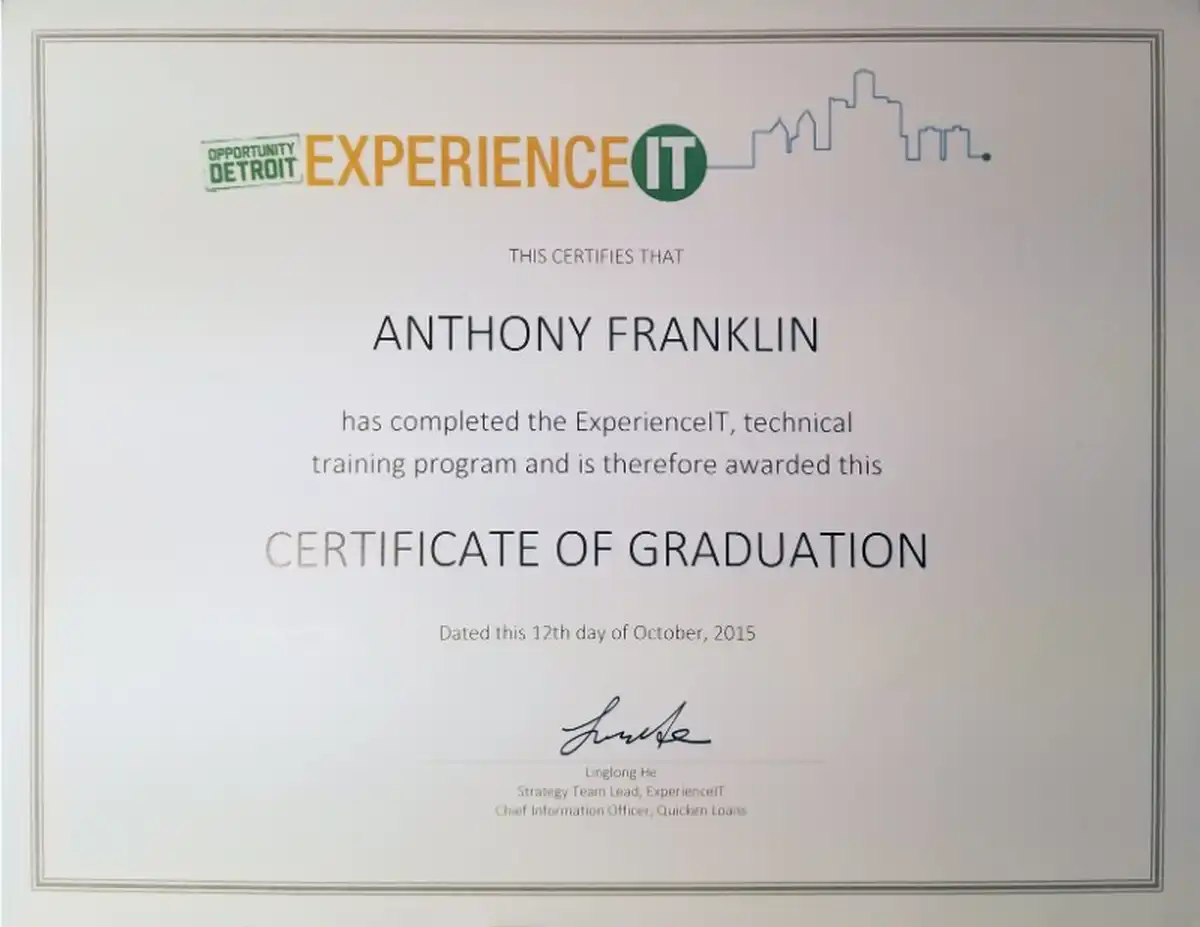 OPPORTUNITY
DETROIT
EXPERIENCE IT
THIS CERTIFIES THAT
ANTHONY FRANKLIN
has completed the ExperienceIT, technical
training program and is therefore awarded this
CERTIFICATE OF GRADUATION
Dated this 12th day of October, 2015
Linglong He
Strategy Team Lead, ExperienceIT
Chief Information Officer, Quicken Loans